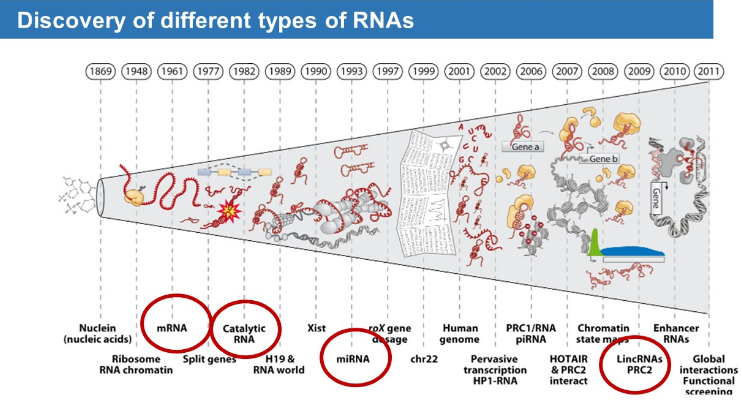 Discovery of different types of RNAs
1869 1948 1961 1977 1982 1989 1990 1993 1997 1999 2001 2002 2006 2007 2008 2009 2010 2011
A U C U C U G C
Gene a
Gene b
Gene
Nuclein
(nucleic acids)
Ribosome
RNA chromatin
mRNA
Split genes
Catalytic
RNA
H19 &
RNA world
Xist
miRNA
roX gene
dosage
chr22
Human
genome
Pervasive
transcription
HP1-RNA
PRC1/RNA
piRNA
HOTAIR
& PRC2
interact
Chromatin
state maps
LincRNAs
PRC2
Enhancer
RNAs
Global
interactions
Functional
screening